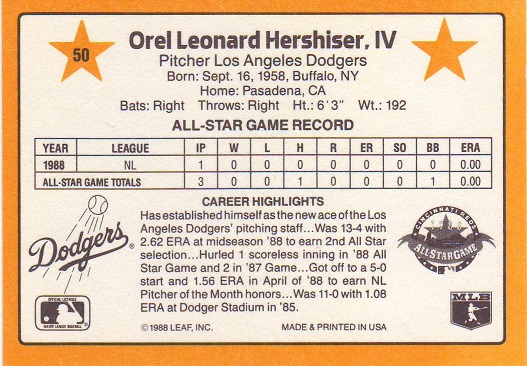 50
Orel Leonard Hershiser, IV
Pitcher Los Angeles Dodgers
Born: Sept. 16, 1958, Buffalo, NY
Home: Pasadena, CA
Bats: Right Throws: Right Ht.: 6'3" Wt.: 192
ALL-STAR GAME RECORD
YEAR LEAGUE IP W L H R ER SO BB ERA
1988 NL 1 0 0 0 0 0 0 0 0.00
ALL-STAR GAME TOTALS 3 0 0 1 0 0 0 1 0.00
CAREER HIGHLIGHTS
Has established himself as the new ace of the Los
Angeles Dodgers' pitching staff...Was 13-4 with
2.62 ERA at midseason '88 to earn 2nd All Star
selection...Hurled 1 scoreless inning in '88 All
Star Game and 2 in '87 Game...Got off to a 5-0
start and 1.56 ERA in April of '88 to earn NL
Pitcher of the Month honors...Was 11-0 with 1.08
ERA at Dodger Stadium in '85.
Dodgers
OFFICIAL LICENSEE
MAJOR LEAGUE BASEBALL
CINCINNATI REDS
ALL STAR GAME
MLB
© 1988 LEAF, INC. MADE & PRINTED IN USA